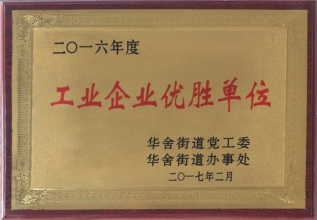 二〇一六年度
工业企业优胜单位
华舍街道党工委
华舍街道办事处
二〇一七年二月